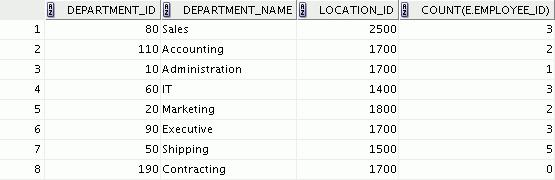 DEPARTMENT_ID DEPARTMENT_NAME LOCATION_ID COUNT(E.EMPLOYEE_ID)
1 80 Sales 2500 3
2 110 Accounting 1700 2
3 10 Administration 1700 1
4 60 IT 1400 3
5 20 Marketing 1800 2
6 90 Executive 1700 3
7 50 Shipping 1500 5
8 190 Contracting 1700 0